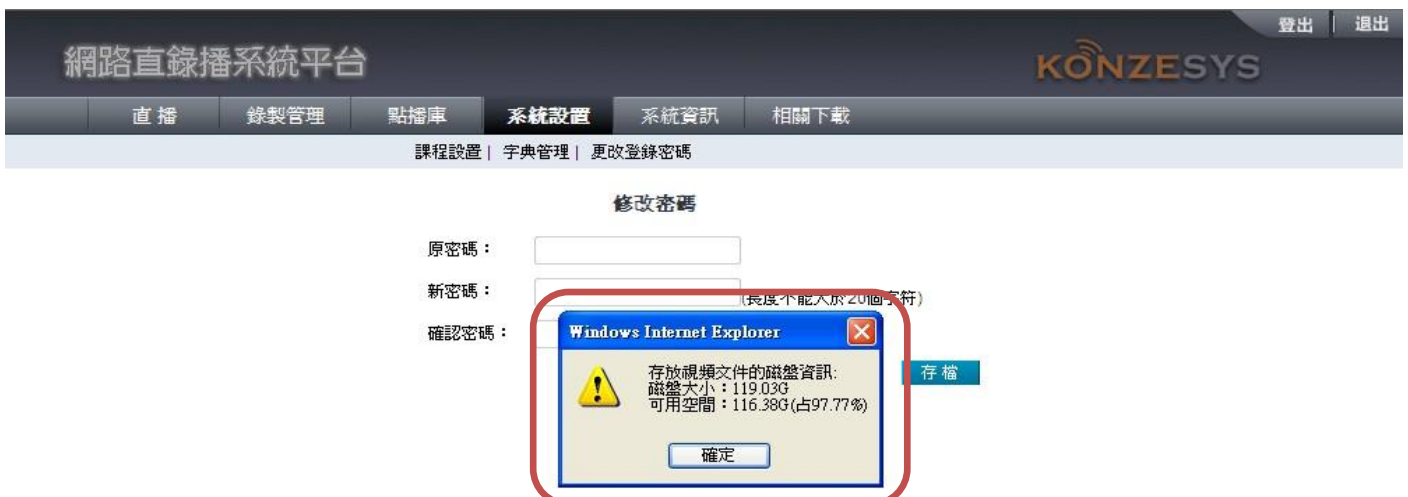 登出 | 退出
網路直錄播系統平台
KONZESYS
直播 錄製管理 點播庫 系統設置 系統資訊 相關下載
課程設置 | 字典管理 | 更改登錄密碼
修改密碼
原密碼：
新密碼： (長度不能大於20個字符)
確認密碼：
Windows Internet Explorer
存放視頻文件的磁盤資訊:
磁盤大小：119.03G
可用空間：116.38G(占97.77%)
確定
存檔